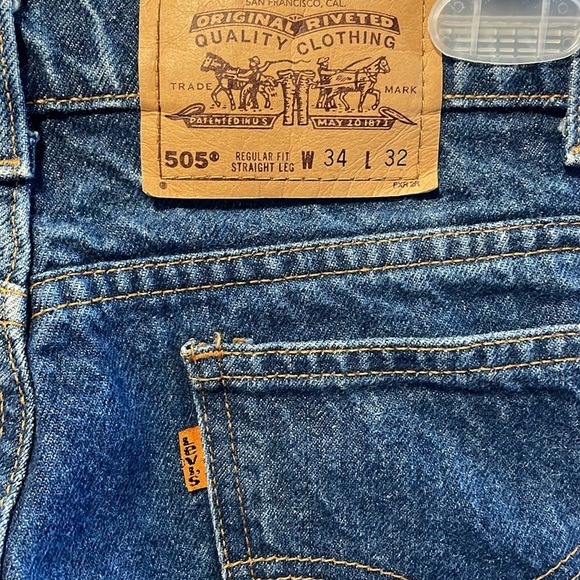 SAN FRANCISCO, CAL.
ORIGINAL RIVETED
QUALITY CLOTHING
TRADE MARK
PATENTED IN U S MAY 20 1873
505® REGULAR FIT STRAIGHT LEG W 34 L 32
®
LEVI'S